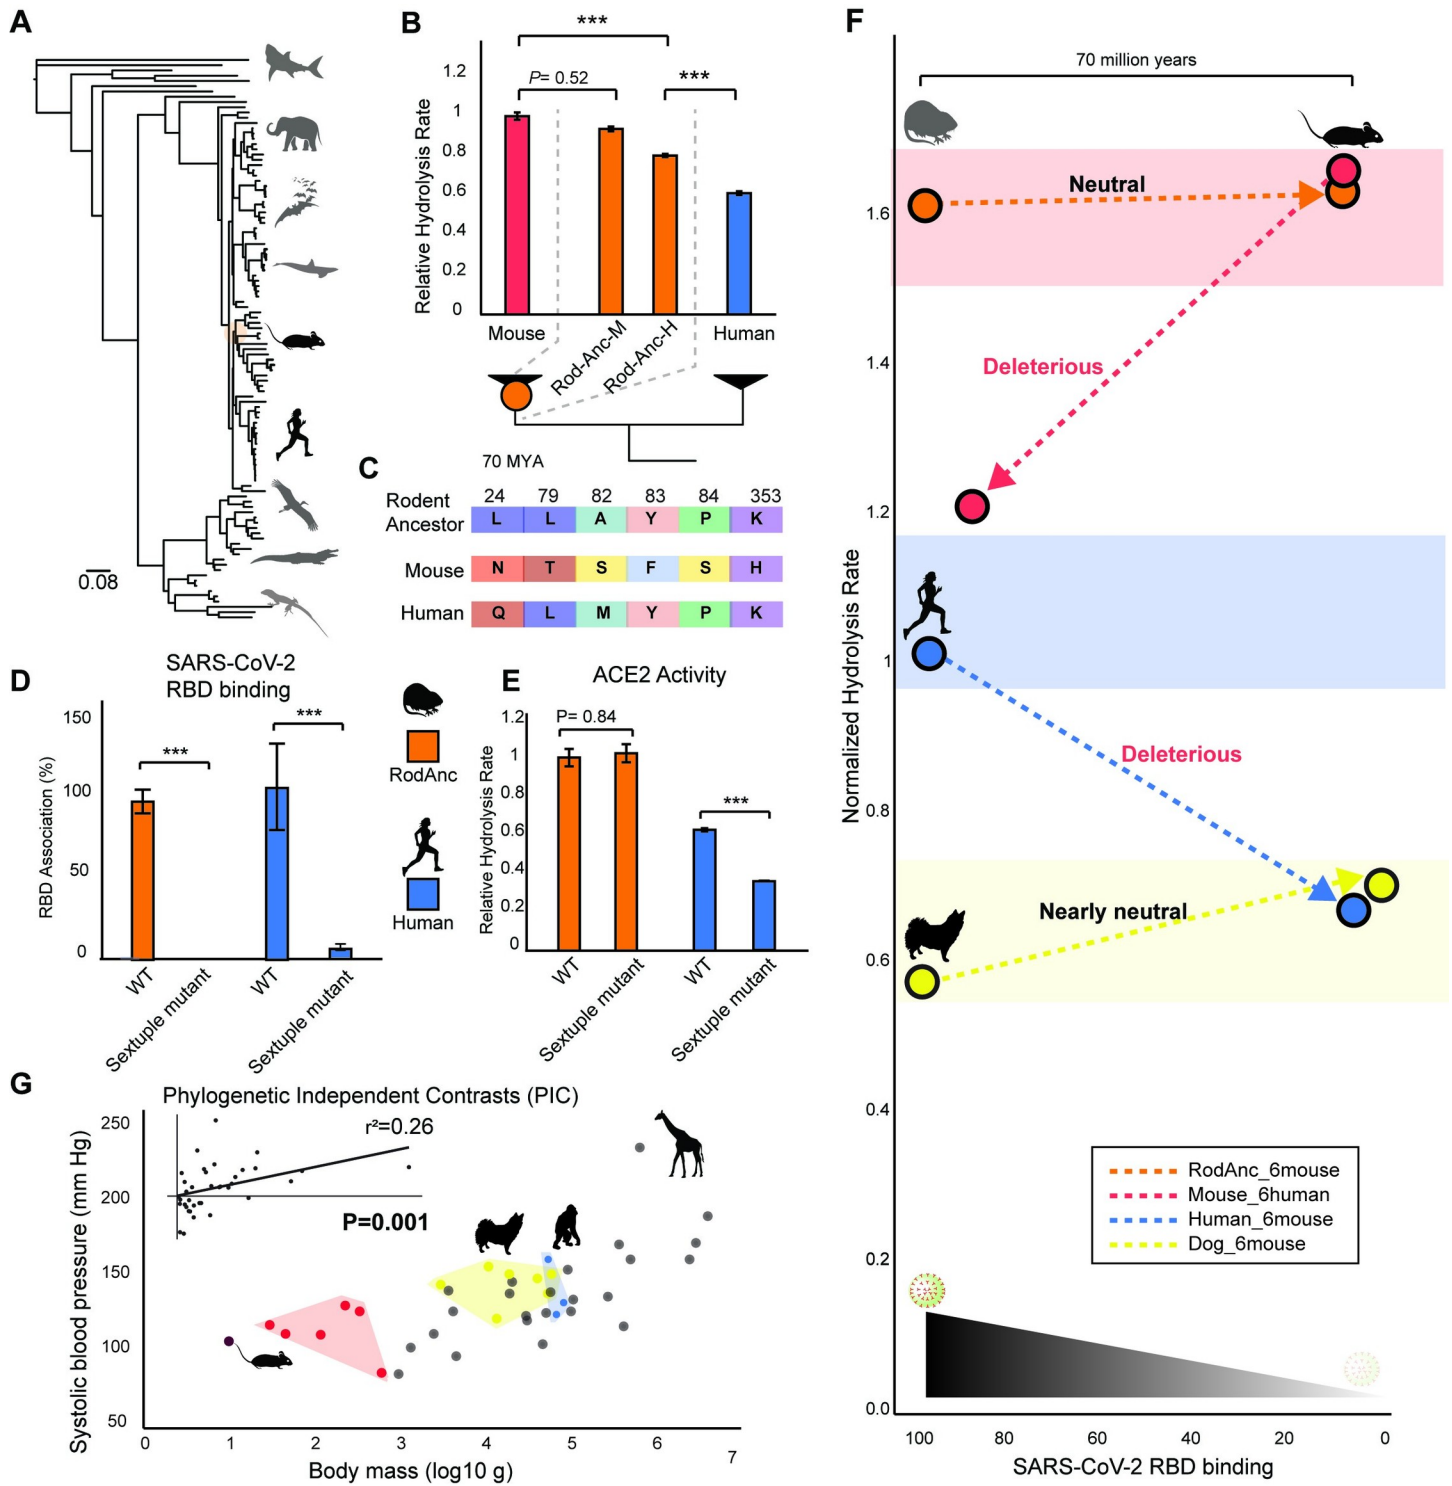 A
0.08
B
***
P= 0.52
***
Relative Hydrolysis Rate
1.2
1
0.8
0.6
0.4
0.2
0
Mouse
Rod-Anc-M
Rod-Anc-H
Human
C
70 MYA
24 79 82 83 84 353
Rodent
Ancestor
L L A Y P K
Mouse
N T S F S H
Human
Q L M Y P K
D
SARS-CoV-2
RBD binding
RBD Association (%)
150
100
50
0
***
***
WT
Sextuple mutant
WT
Sextuple mutant
RodAnc
Human
E
ACE2 Activity
Relative Hydrolysis Rate
1.2
1
0.8
0.6
0.4
0.2
0
P= 0.84
***
WT
Sextuple mutant
WT
Sextuple mutant
F
70 million years
Normalized Hydrolysis Rate
1.6
1.4
1.2
1
0.8
0.6
0.4
0.2
0.0
Neutral
Deleterious
Deleterious
Nearly neutral
RodAnc_6mouse
Mouse_6human
Human_6mouse
Dog_6mouse
100 80 60 40 20 0
SARS-CoV-2 RBD binding
G
Phylogenetic Independent Contrasts (PIC)
r²=0.26
P=0.001
Systolic blood pressure (mm Hg)
250
200
150
100
50
0 1 2 3 4 5 6 7
Body mass (log10 g)